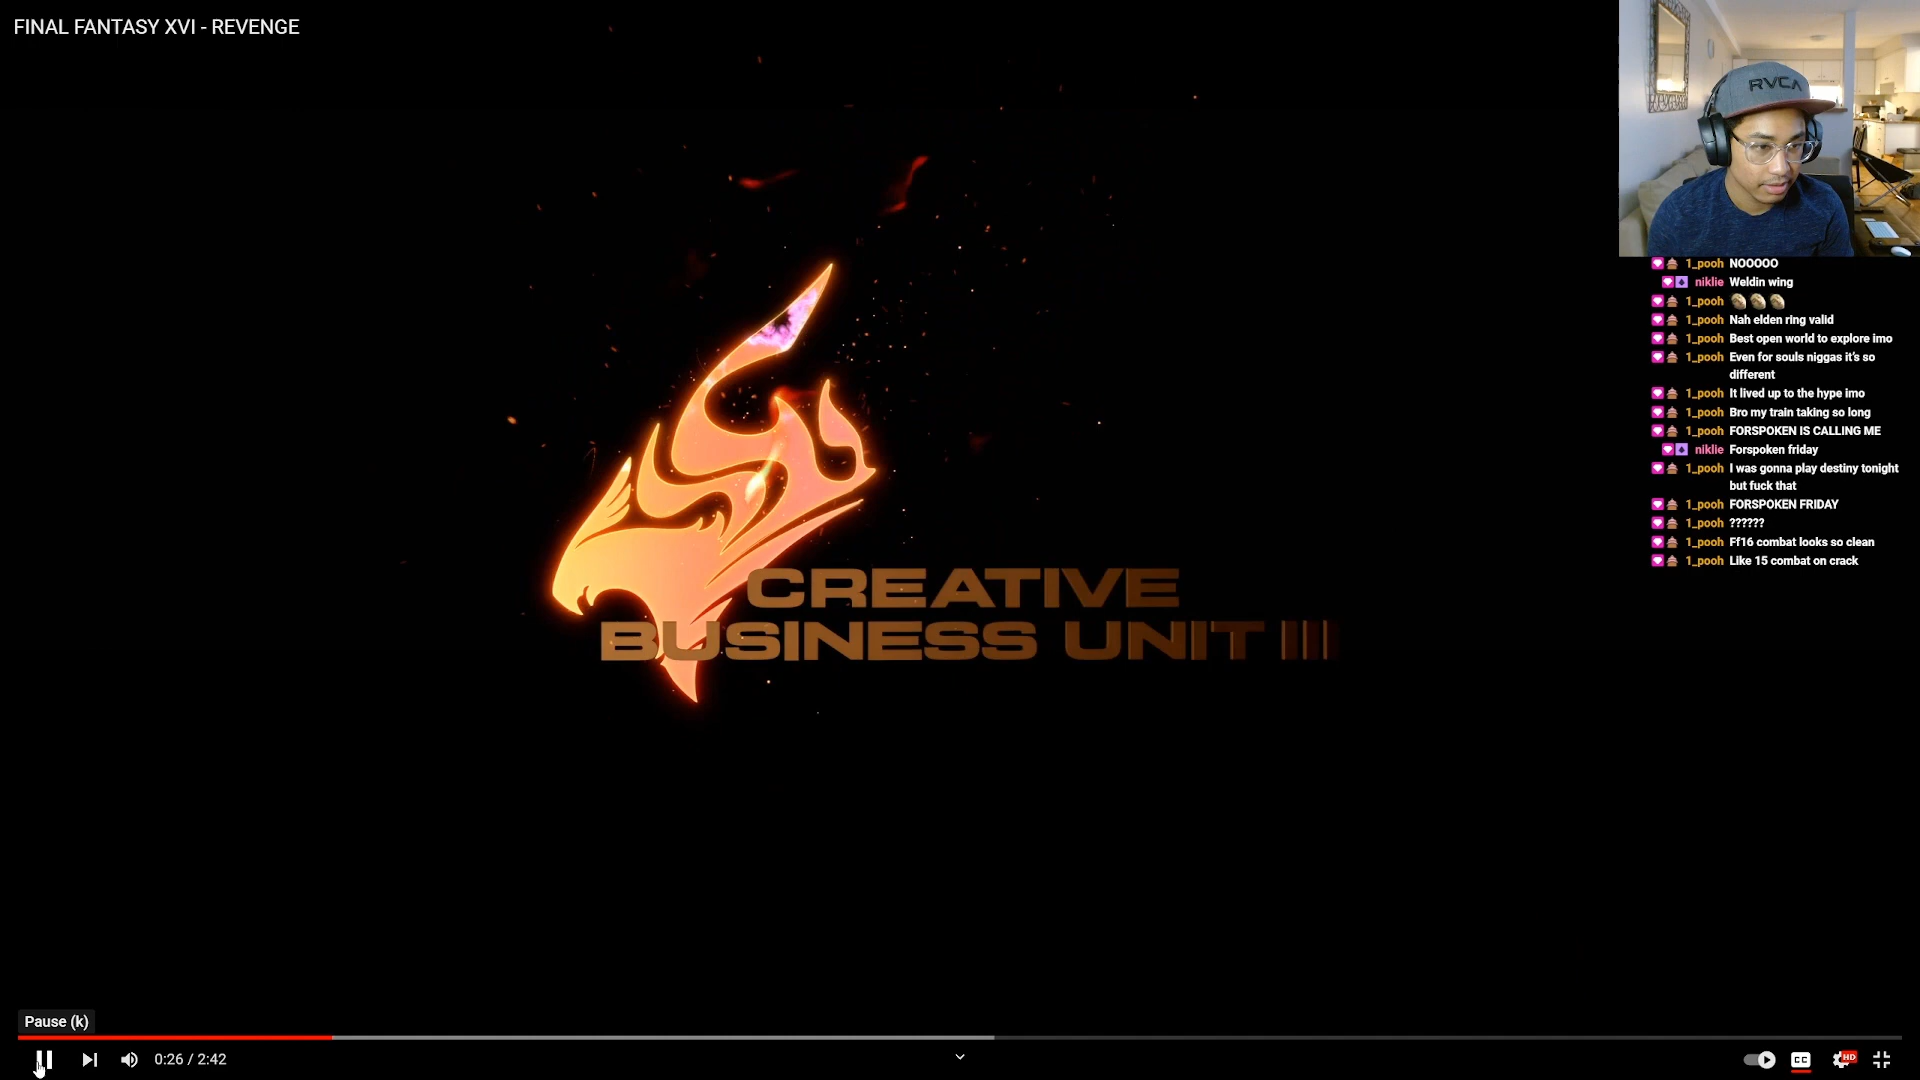 FINAL FANTASY XVI - REVENGE
RVCA
1_pooh NOOOOO
niklie Weldin wing
1_pooh
1_pooh Nah elden ring valid
1_pooh Best open world to explore imo
1_pooh Even for souls niggas it's so
different
1_pooh It lived up to the hype imo
1_pooh Bro my train taking so long
1_pooh FORSPOKEN IS CALLING ME
niklie Forspoken friday
1_pooh I was gonna play destiny tonight
but fuck that
1_pooh FORSPOKEN FRIDAY
1_pooh ??????
1_pooh Ff16 combat looks so clean
1_pooh Like 15 combat on crack
CREATIVE
BUSINESS UNIT III
Pause (k)
0:26 / 2:42
CC
HD